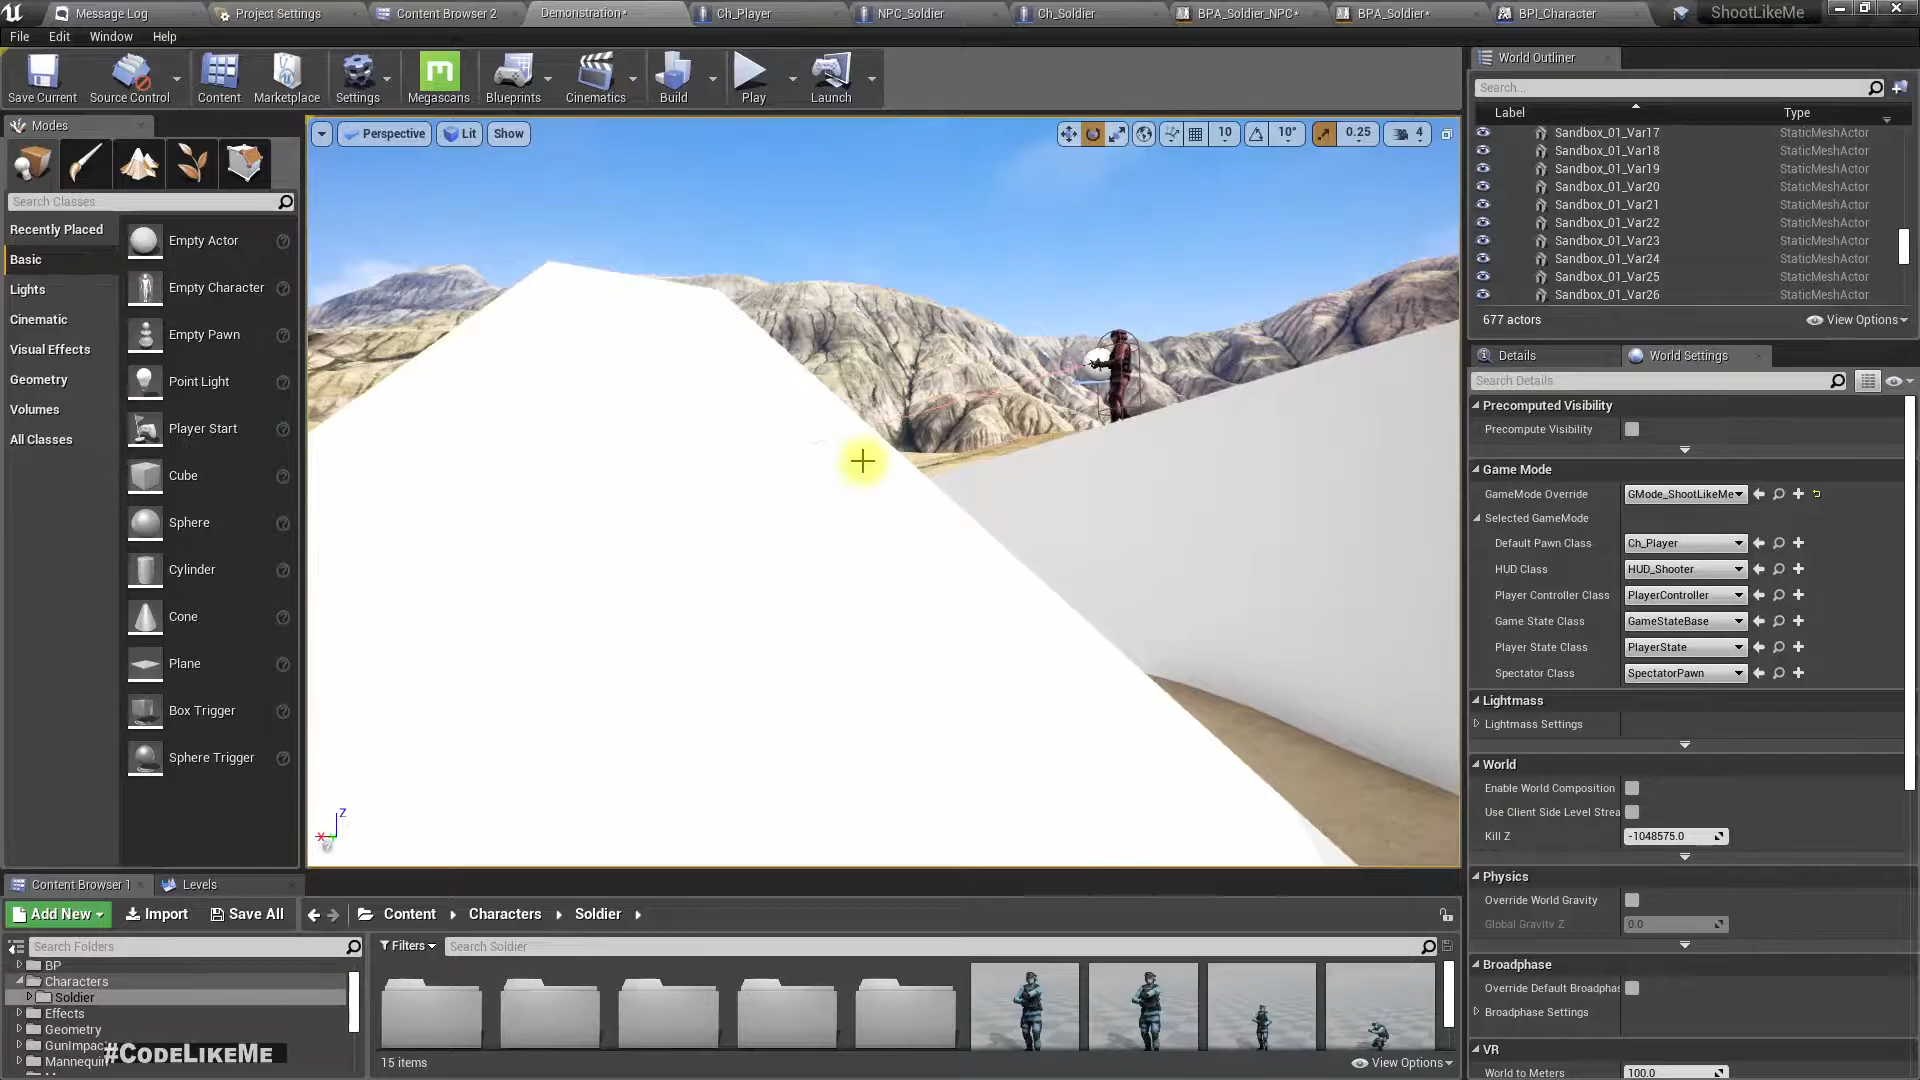 Message Log
Project Settings
Content Browser 2
Demonstration*
Ch_Player
NPC_Soldier
Ch_Soldier
BPA_Soldier_NPC*
BPA_Soldier*
BPI_Character
ShootLikeMe
File
Edit
Window
Help
Save Current
Source Control
Content
Marketplace
Settings
Megascans
Blueprints
Cinematics
Build
Play
Launch
Modes
Search Classes
Recently Placed
Basic
Lights
Cinematic
Visual Effects
Geometry
Volumes
All Classes
Empty Actor
Empty Character
Empty Pawn
Point Light
Player Start
Cube
Sphere
Cylinder
Cone
Plane
Box Trigger
Sphere Trigger
Perspective
Lit
Show
10
10°
0.25
4
Z
X
World Outliner
Search...
Label
Type
Sandbox_01_Var17 StaticMeshActor
Sandbox_01_Var18 StaticMeshActor
Sandbox_01_Var19 StaticMeshActor
Sandbox_01_Var20 StaticMeshActor
Sandbox_01_Var21 StaticMeshActor
Sandbox_01_Var22 StaticMeshActor
Sandbox_01_Var23 StaticMeshActor
Sandbox_01_Var24 StaticMeshActor
Sandbox_01_Var25 StaticMeshActor
Sandbox_01_Var26 StaticMeshActor
677 actors
View Options
Details
World Settings
Search Details
Precomputed Visibility
Precompute Visibility
Game Mode
GameMode Override GMode_ShootLikeMe
Selected GameMode
Default Pawn Class Ch_Player
HUD Class HUD_Shooter
Player Controller Class PlayerController
Game State Class GameStateBase
Player State Class PlayerState
Spectator Class SpectatorPawn
Lightmass
Lightmass Settings
World
Enable World Composition
Use Client Side Level Strea
Kill Z -1048575.0
Physics
Override World Gravity
Global Gravity Z 0.0
Broadphase
Override Default Broadphas
Broadphase Settings
VR
World to Meters 100.0
Content Browser 1
Levels
Add New
Import
Save All
Content
Characters
Soldier
Search Folders
Filters
Search Soldier
BP
Characters
Soldier
Effects
Geometry
GunImpac
Mannequin
#CodeLikeMe
15 items
View Options